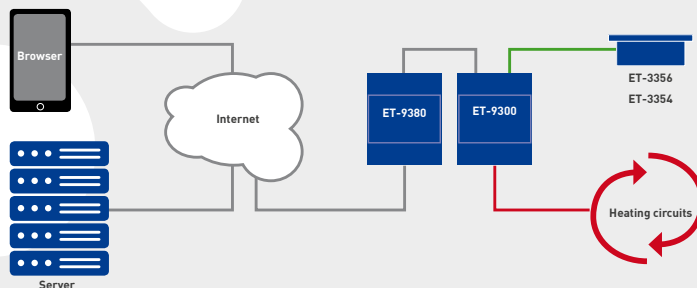 Browser
Internet
ET-9380
ET-9300
ET-3356
ET-3354
Heating circuits
Server